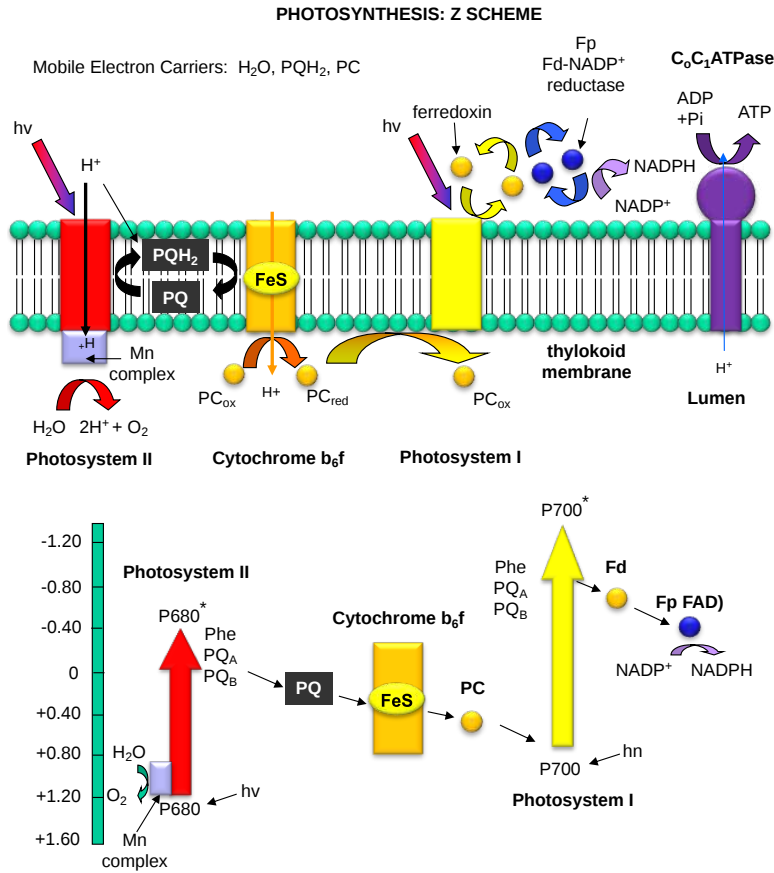 PHOTOSYNTHESIS: Z SCHEME
Mobile Electron Carriers: H₂O, PQH₂, PC
Fp
Fd-NADP⁺
reductase
CₒC₁ATPase
ADP
+Pi
ATP
ferredoxin
hv
hv
H⁺
NADPH
NADP⁺
PQH₂
PQ
FeS
₊H
Mn
complex
PCₒₓ
H+
PCred
PCₒₓ
thylokoid
membrane
H⁺
Lumen
H₂O 2H⁺ + O₂
Photosystem II
Cytochrome b₆f
Photosystem I
-1.20
-0.80
-0.40
0
+0.40
+0.80
+1.20
+1.60
Photosystem II
P680*
Phe
PQA
PQB
H₂O
O₂
P680
hv
Mn
complex
PQ
Cytochrome b₆f
FeS
PC
P700*
Phe
PQA
PQB
Fd
Fp FAD)
NADP⁺ NADPH
hn
P700
Photosystem I